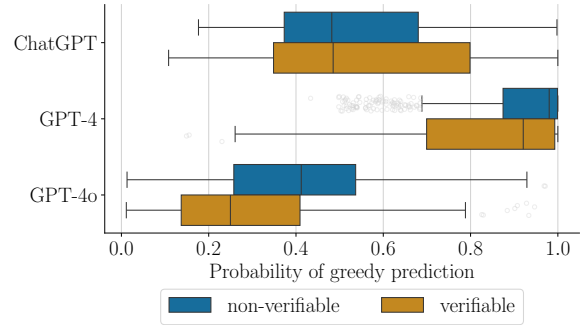 ChatGPT
GPT-4
GPT-4o
0.0 0.2 0.4 0.6 0.8 1.0
Probability of greedy prediction
non-verifiable verifiable